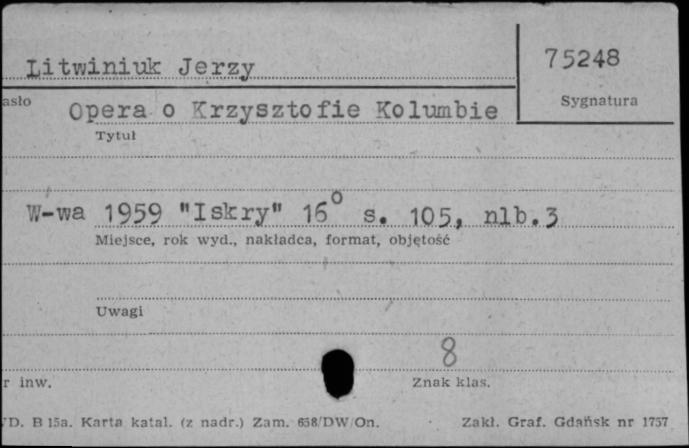 Litwiniuk Jerzy
75248
asło
Opera o Krzysztofie Kolumbie
Sygnatura
Tytuł
W-wa 1959 "Iskry" 16° s. 105, nlb.3
Miejsce, rok wyd., nakładca, format, objętość
Uwagi
8
r inw.
Znak klas.
D. B 15a. Karta katal. (z nadr.) Zam. 658/DW/On.
Zakł. Graf. Gdańsk nr 1757